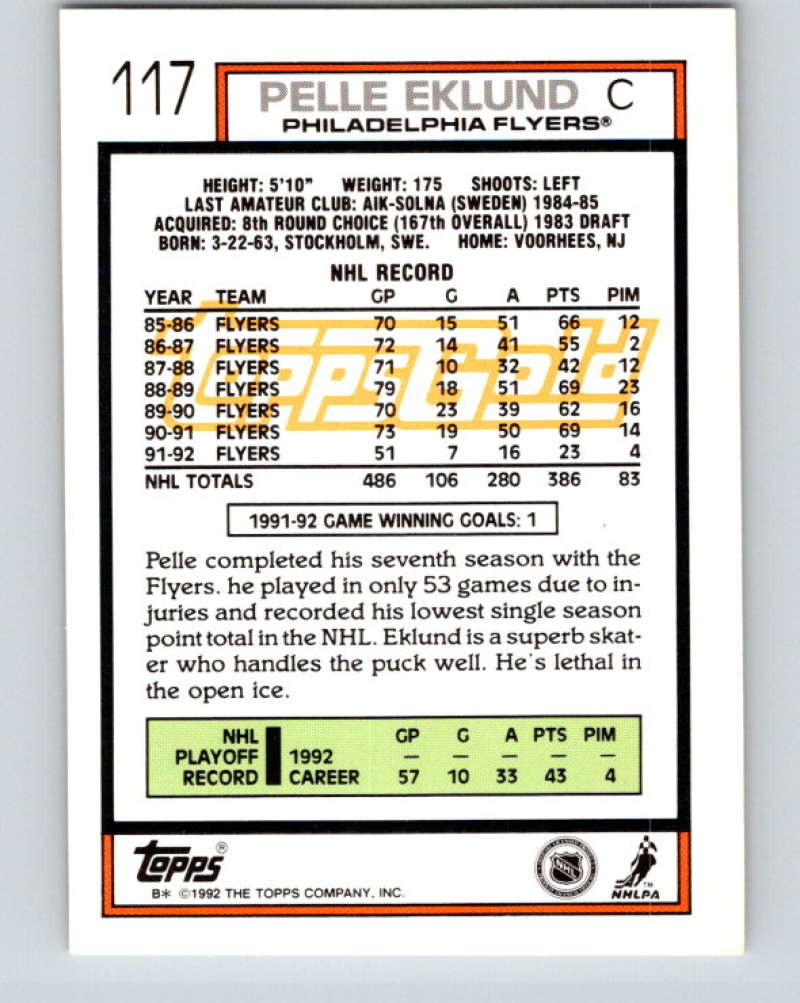 117
PELLE EKLUND C
PHILADELPHIA FLYERS®
HEIGHT: 5'10" WEIGHT: 175 SHOOTS: LEFT
LAST AMATEUR CLUB: AIK-SOLNA (SWEDEN) 1984-85
ACQUIRED: 8th ROUND CHOICE (167th OVERALL) 1983 DRAFT
BORN: 3-22-63, STOCKHOLM, SWE. HOME: VOORHEES, NJ
NHL RECORD
YEAR TEAM GP G A PTS PIM
85-86 FLYERS 70 15 51 66 12
86-87 FLYERS 72 14 41 55 2
87-88 FLYERS 71 10 32 42 12
88-89 FLYERS 79 18 51 69 23
89-90 FLYERS 70 23 39 62 16
90-91 FLYERS 73 19 50 69 14
91-92 FLYERS 51 7 16 23 4
NHL TOTALS 486 106 280 386 83
Topps Gold
1991-92 GAME WINNING GOALS: 1
Pelle completed his seventh season with the
Flyers. he played in only 53 games due to in-
juries and recorded his lowest single season
point total in the NHL. Eklund is a superb skat-
er who handles the puck well. He's lethal in
the open ice.
NHL GP G A PTS PIM
PLAYOFF 1992 — — — — —
RECORD CAREER 57 10 33 43 4
TOPPS®
B* ©1992 THE TOPPS COMPANY, INC.
NHL
NHLPA™